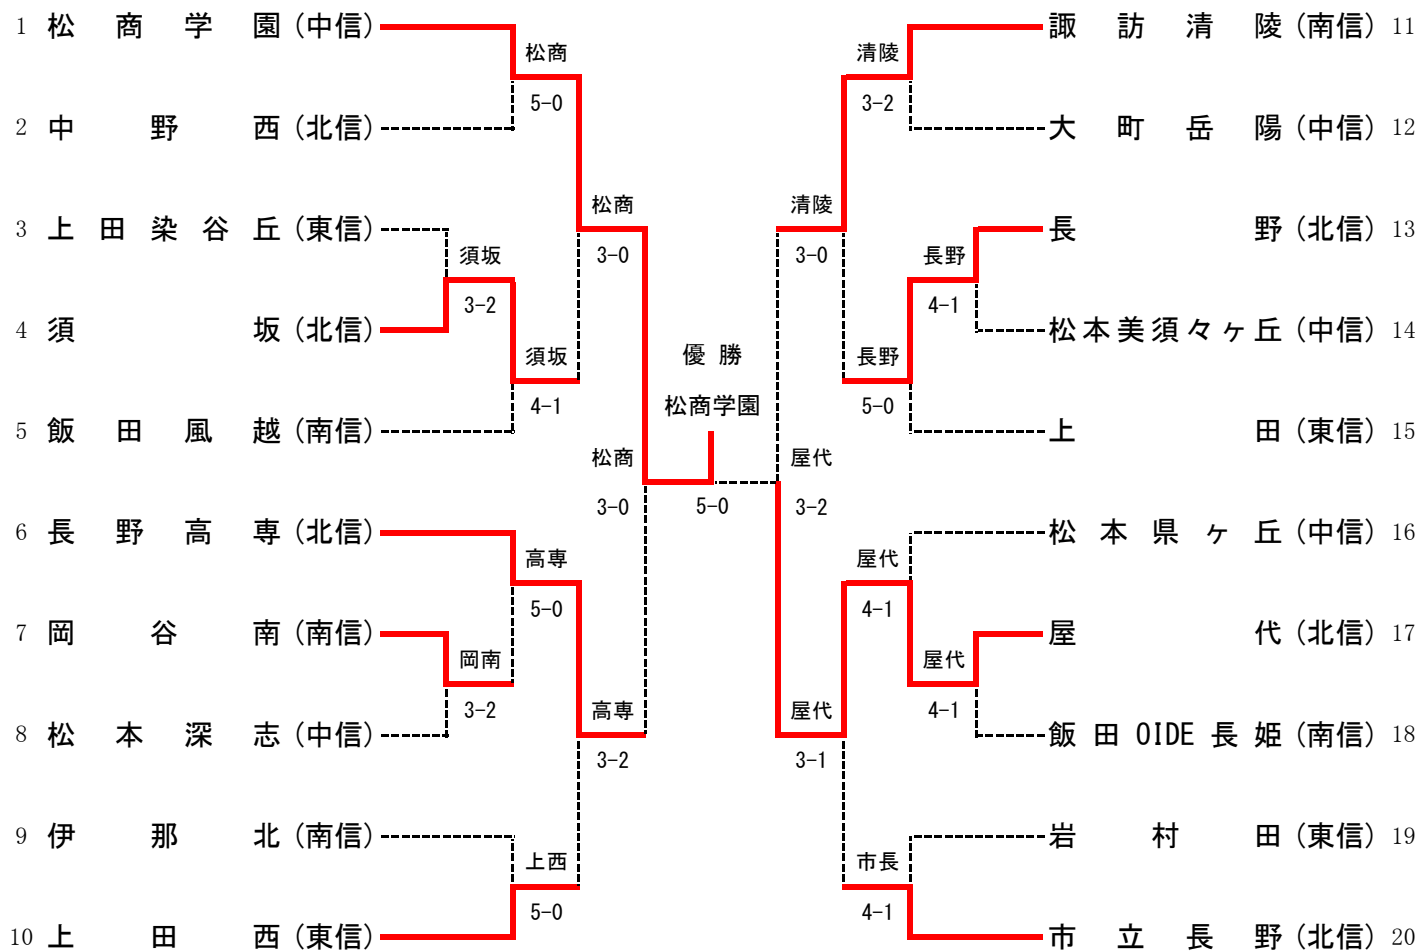 1 松商学園(中信)
2 中野西(北信)
3 上田染谷丘(東信)
4 須坂(北信)
5 飯田風越(南信)
6 長野高専(北信)
7 岡谷南(南信)
8 松本深志(中信)
9 伊那北(南信)
10 上田西(東信)
松商
5-0
須坂
3-2
須坂
4-1
松商
3-0
岡南
3-2
高専
5-0
上西
5-0
高専
3-2
松商
3-0
優勝
松商学園
5-0
屋代
3-2
清陵
3-0
清陵
3-2
長野
4-1
長野
5-0
屋代
4-1
屋代
4-1
屋代
3-1
市長
4-1
諏訪清陵(南信) 11
大町岳陽(中信) 12
長野(北信) 13
松本美須々ヶ丘(中信) 14
上田(東信) 15
松本県ヶ丘(中信) 16
屋代(北信) 17
飯田OIDE長姫(南信) 18
岩村田(東信) 19
市立長野(北信) 20